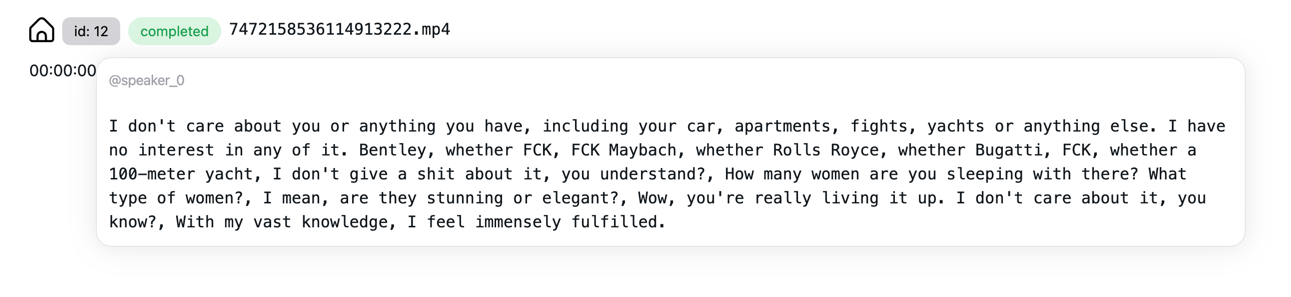 id: 12 completed 7472158536114913222.mp4
00:00:00
@speaker_0
I don't care about you or anything you have, including your car, apartments, fights, yachts or anything else. I have
no interest in any of it. Bentley, whether FCK, FCK Maybach, whether Rolls Royce, whether Bugatti, FCK, whether a
100-meter yacht, I don't give a shit about it, you understand?, How many women are you sleeping with there? What
type of women?, I mean, are they stunning or elegant?, Wow, you're really living it up. I don't care about it, you
know?, With my vast knowledge, I feel immensely fulfilled.